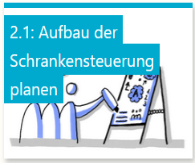 2.1: Aufbau der
Schrankensteuerung
planen